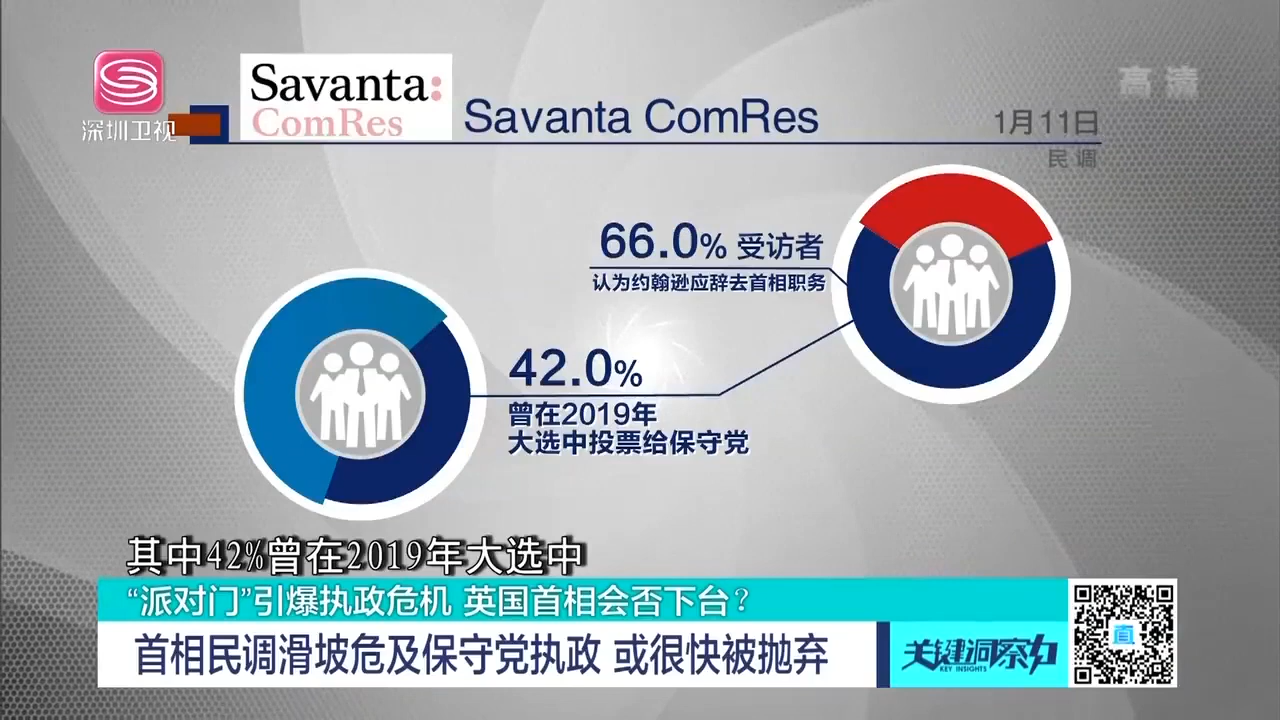 深圳卫视
Savanta:
ComRes
Savanta ComRes
高清
1月11日
民调
66.0% 受访者
认为约翰逊应辞去首相职务
42.0%
曾在2019年
大选中投票给保守党
其中42%曾在2019年大选中
“派对门”引爆执政危机 英国首相会否下台？
首相民调滑坡危及保守党执政 或很快被抛弃
关键洞察力
KEY INSIGHTS
直